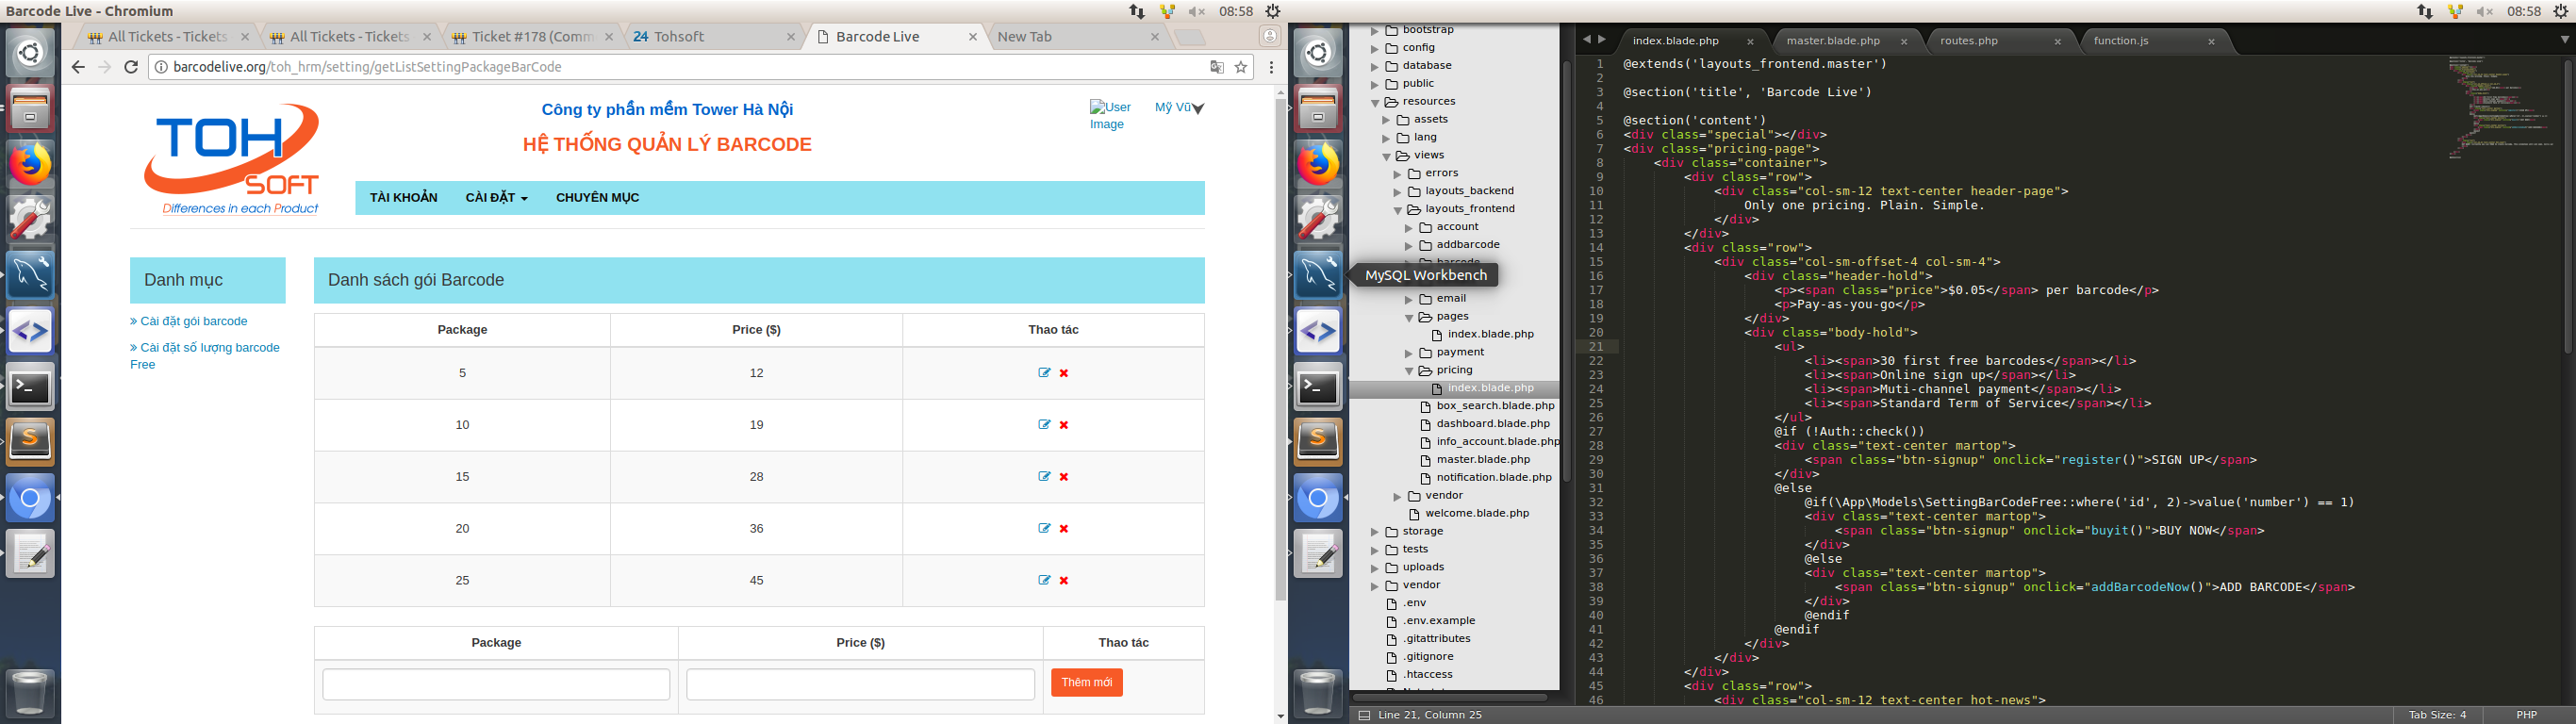 Barcode Live - Chromium
08:58
08:58
All Tickets - Tickets
All Tickets - Tickets
Ticket #178 (Comm
24 Tohsoft
Barcode Live
New Tab
barcodelive.org/toh_hrm/setting/getListSettingPackageBarCode
TOH
SOFT
Differences in each Product
Công ty phần mềm Tower Hà Nội
HỆ THỐNG QUẢN LÝ BARCODE
User Image
Mỹ Vũ
TÀI KHOẢN
CÀI ĐẶT
CHUYÊN MỤC
Danh mục
» Cài đặt gói barcode
» Cài đặt số lượng barcode
Free
Danh sách gói Barcode
Package Price ($) Thao tác
5 12
10 19
15 28
20 36
25 45
Package Price ($) Thao tác
Thêm mới
MySQL Workbench
bootstrap
config
database
public
resources
assets
lang
views
errors
layouts_backend
layouts_frontend
account
addbarcode
email
pages
index.blade.php
payment
pricing
index.blade.php
box_search.blade.php
dashboard.blade.php
info_account.blade.php
master.blade.php
notification.blade.php
vendor
welcome.blade.php
storage
tests
uploads
vendor
.env
.env.example
.gitattributes
.gitignore
.htaccess
index.blade.php
master.blade.php
routes.php
function.js
1 @extends('layouts_frontend.master')
2
3 @section('title', 'Barcode Live')
4
5 @section('content')
6 <div class="special"></div>
7 <div class="pricing-page">
8 <div class="container">
9 <div class="row">
10 <div class="col-sm-12 text-center header-page">
11 Only one pricing. Plain. Simple.
12 </div>
13 </div>
14 <div class="row">
15 <div class="col-sm-offset-4 col-sm-4">
16 <div class="header-hold">
17 <p><span class="price">$0.05</span> per barcode</p>
18 <p>Pay-as-you-go</p>
19 </div>
20 <div class="body-hold">
21 <ul>
22 <li><span>30 first free barcodes</span></li>
23 <li><span>Online sign up</span></li>
24 <li><span>Muti-channel payment</span></li>
25 <li><span>Standard Term of Service</span></li>
26 </ul>
27 @if (!Auth::check())
28 <div class="text-center martop">
29 <span class="btn-signup" onclick="register()">SIGN UP</span>
30 </div>
31 @else
32 @if(\App\Models\SettingBarCodeFree::where('id', 2)->value('number') == 1)
33 <div class="text-center martop">
34 <span class="btn-signup" onclick="buyit()">BUY NOW</span>
35 </div>
36 @else
37 <div class="text-center martop">
38 <span class="btn-signup" onclick="addBarcodeNow()">ADD BARCODE</span>
39 </div>
40 @endif
41 @endif
42 </div>
43 </div>
44 </div>
45 <div class="row">
46 <div class="col-sm-12 text-center hot-news">
Line 21, Column 25
Tab Size: 4
PHP